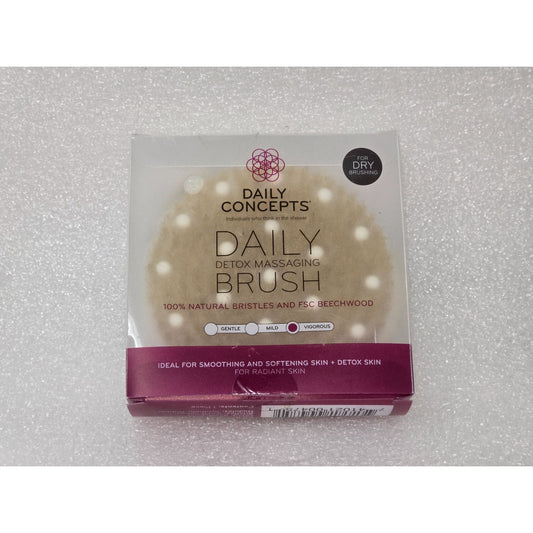 DAILY
CONCEPTS®
Individuals who think in the shower
FOR
DRY
BRUSHING
DAILY
DETOX MASSAGING
BRUSH
100% NATURAL BRISTLES AND FSC BEECHWOOD
GENTLE MILD VIGOROUS
IDEAL FOR SMOOTHING AND SOFTENING SKIN + DETOX SKIN
FOR RADIANT SKIN